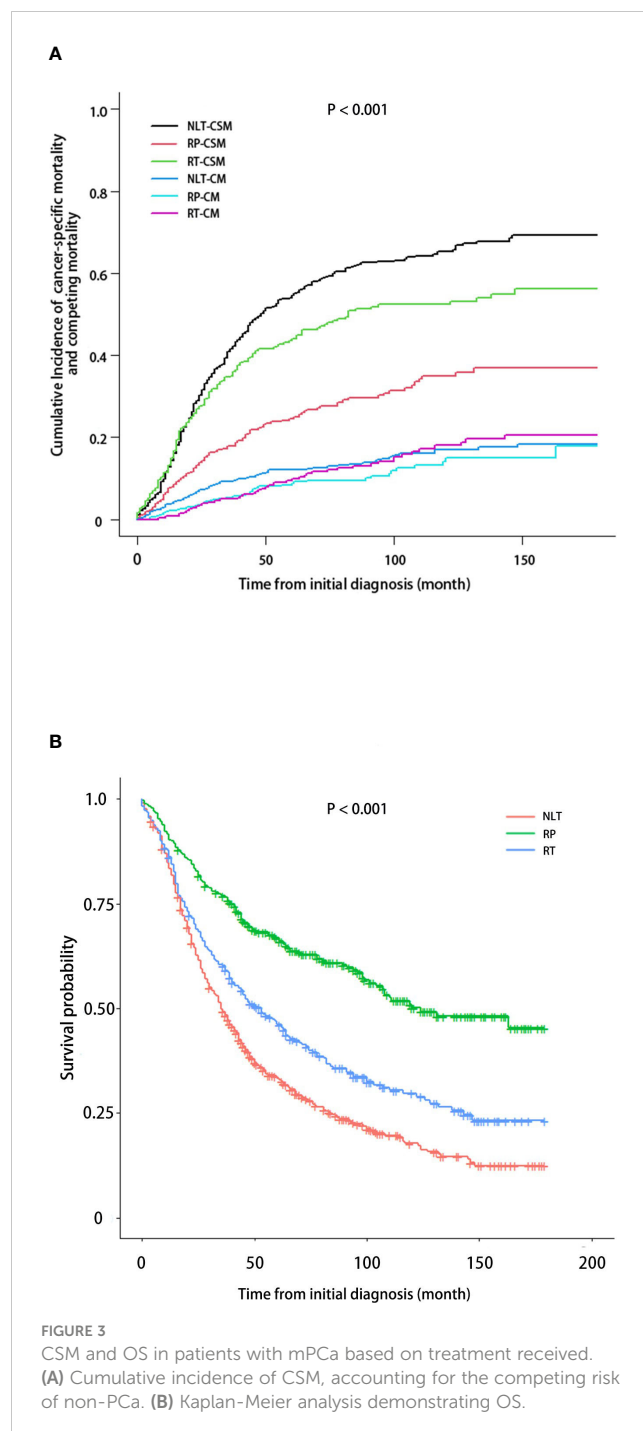 A
P < 0.001
1.0
0.8
0.6
0.4
0.2
0
NLT-CSM
RP-CSM
RT-CSM
NLT-CM
RP-CM
RT-CM
Cumulative Incidence of cancer-specific mortality
and competing mortality
0 50 100 150
Time from initial diagnosis (month)
B
P < 0.001
1.0
0.75
0.50
0.25
0
NLT
RP
RT
Survival probability
0 50 100 150 200
Time from initial diagnosis (month)
FIGURE 3
CSM and OS in patients with mPCa based on treatment received.
(A) Cumulative incidence of CSM, accounting for the competing risk
of non-PCa. (B) Kaplan-Meier analysis demonstrating OS.